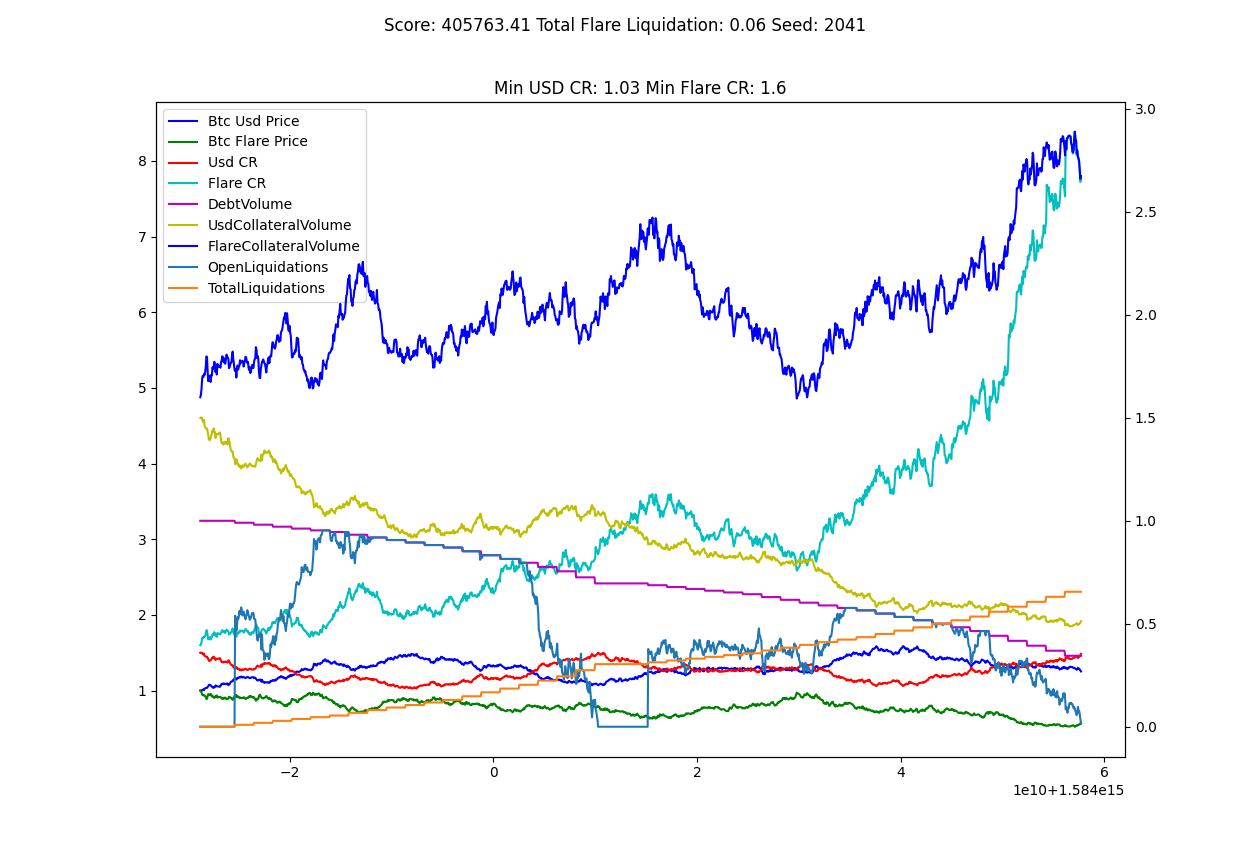 Score: 405763.41 Total Flare Liquidation: 0.06 Seed: 2041
Min USD CR: 1.03 Min Flare CR: 1.6
Btc Usd Price
Btc Flare Price
Usd CR
Flare CR
DebtVolume
UsdCollateralVolume
FlareCollateralVolume
OpenLiquidations
TotalLiquidations
8
7
6
5
4
3
2
1
3.0
2.5
2.0
1.5
1.0
0.5
0.0
−2
0
2
4
6
1e10+1.584e15